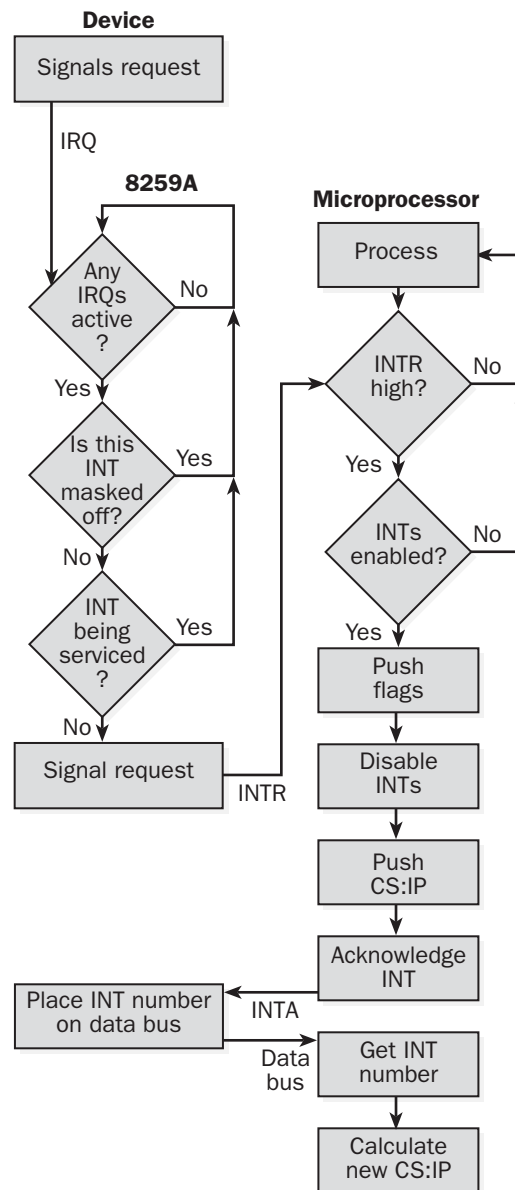 Device
Signals request
IRQ
8259A
Any
IRQs
active
?
No
Yes
Is this
INT
masked
off?
Yes
No
INT
being
serviced
?
Yes
No
Signal request
INTR
Microprocessor
Process
INTR
high?
No
Yes
INTs
enabled?
No
Yes
Push
flags
Disable
INTs
Push
CS:IP
Acknowledge
INT
INTA
Place INT number
on data bus
Data
bus
Get INT
number
Calculate
new CS:IP